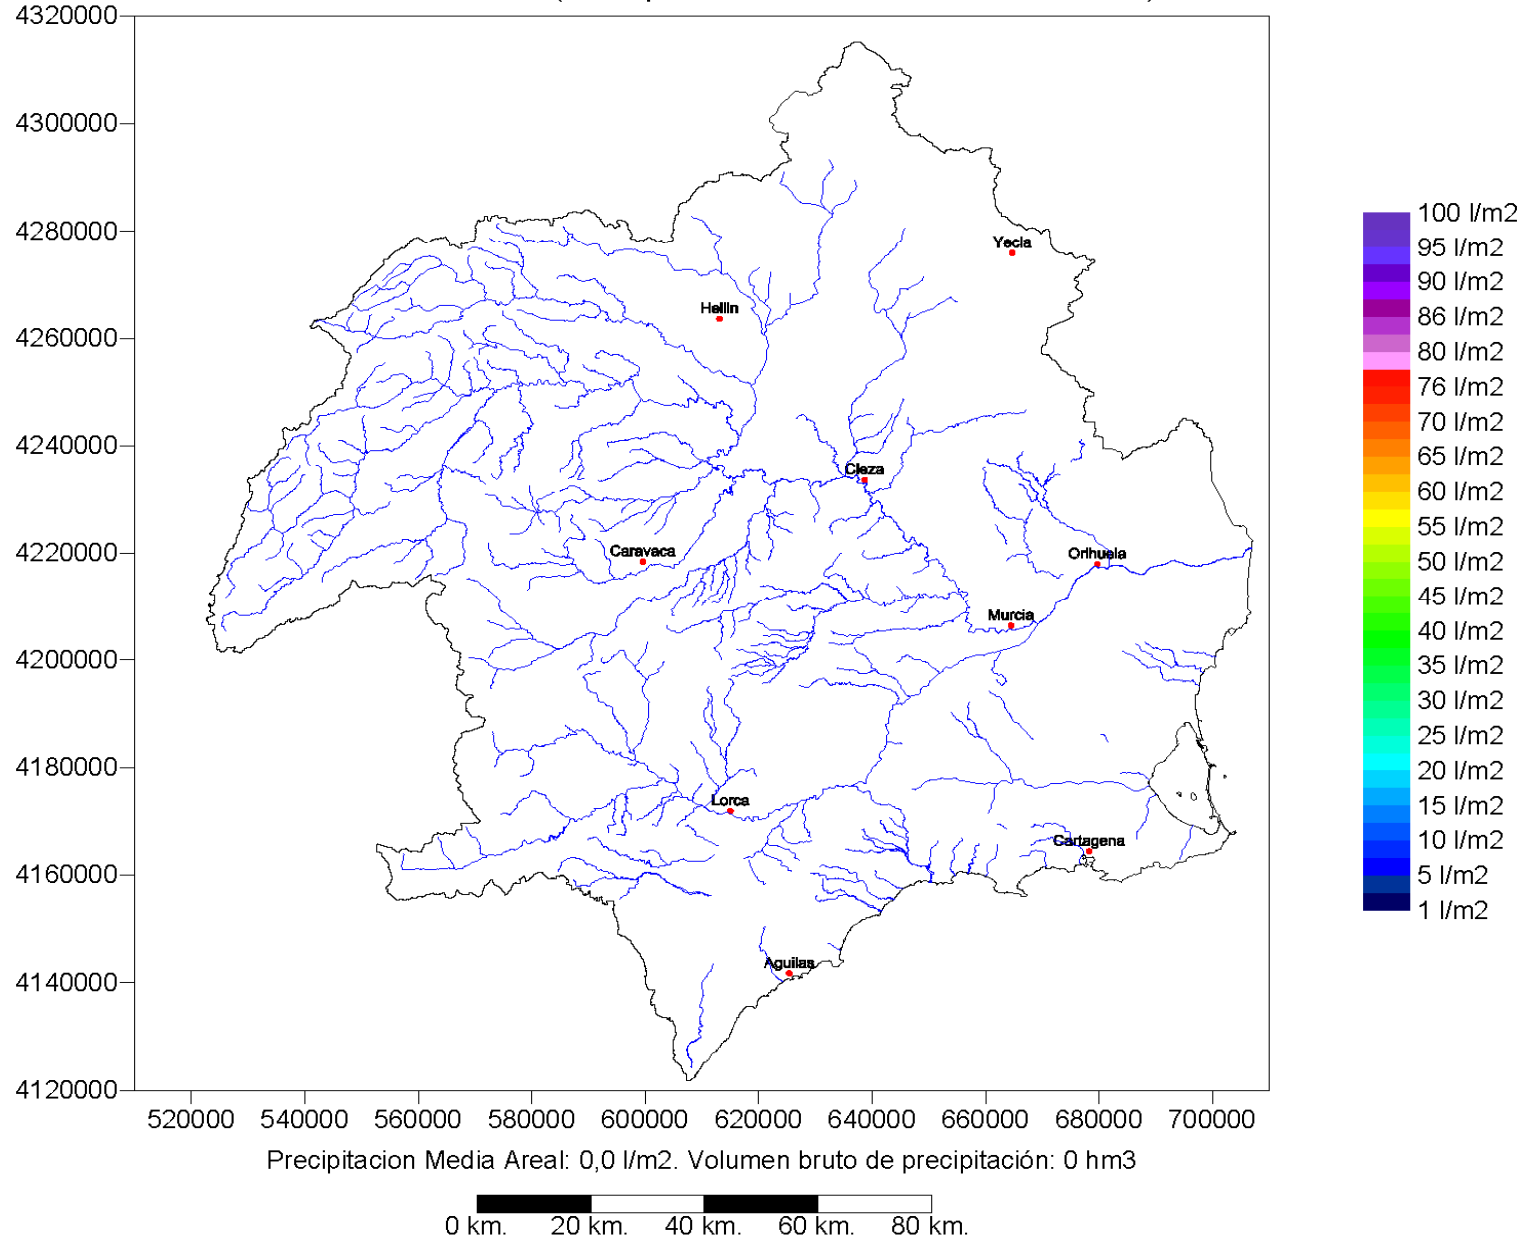 4320000
4300000
4280000
4260000
4240000
4220000
4200000
4180000
4160000
4140000
4120000
520000 540000 560000 580000 600000 620000 640000 660000 680000 700000
Yecla
Hellin
Cieza
Caravaca
Orihuela
Murcia
Lorca
Cartagena
Aguilas
100 l/m2
95 l/m2
90 l/m2
86 l/m2
80 l/m2
76 l/m2
70 l/m2
65 l/m2
60 l/m2
55 l/m2
50 l/m2
45 l/m2
40 l/m2
35 l/m2
30 l/m2
25 l/m2
20 l/m2
15 l/m2
10 l/m2
5 l/m2
1 l/m2
Precipitacion Media Areal: 0,0 l/m2. Volumen bruto de precipitación: 0 hm3
0 km. 20 km. 40 km. 60 km. 80 km.